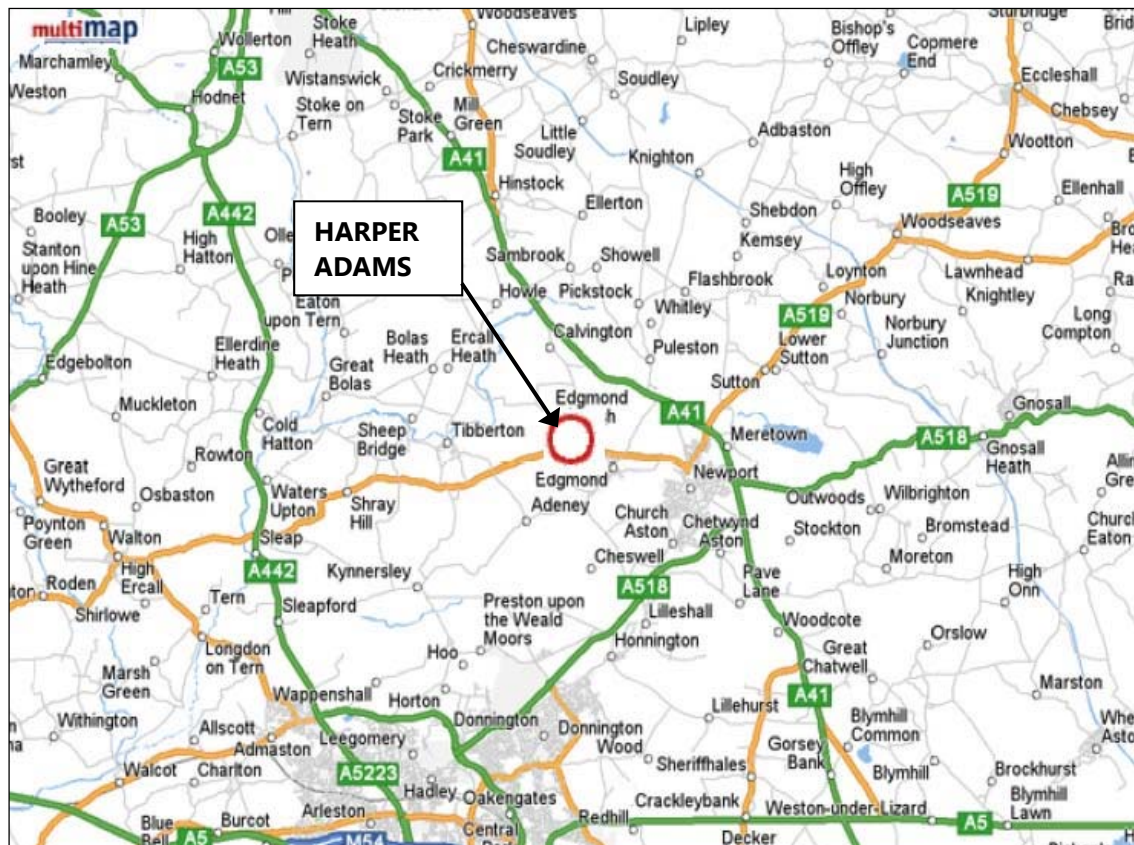 multimap
Wollerton
Stoke
Heath
Woodseaves
Lipley
Bishop's
Offley
Copmere
End
Marchamley
A53
Wistanswick
Crickmerry
Cheswardine
Soudley
Eccleshall
Weston
Hodnet
Stoke on
Tern
Stoke
Park
Mill
Green
Chebsey
A41
Little
Soudley
Adbaston
Wootton
Knighton
High
Offley
Hinstock
A519
Ellenhall
Booley
A53
A442
HARPER
ADAMS
Ellerton
Shebdon
Woodseaves
Stanton
upon Hine
Heath
High
Hatton
Kemsey
Sambrook
Showell
Flashbrook
Loynton
Lawnhead
Eaton
upon Tern
Howle
Pickstock
Whitley
Norbury
Junction
Knightley
Long
Compton
Calvington
A519
Norbury
Edgebolton
Ellerdine
Heath
Bolas
Heath
Ercall
Heath
Puleston
Lower
Sutton
Great
Bolas
Sutton
Muckleton
Edgmond
A41
Gnosall
Cold
Hatton
Sheep
Bridge
Tibberton
Meretown
A518
Gnosall
Heath
Great
Wytheford
Rowton
Edgmond
Newport
Osbaston
Waters
Upton
Shray
Hill
Adeney
Outwoods
Wilbrighton
Poynton
Green
Walton
Church
Aston
Chetwynd
Aston
Stockton
Bromstead
Church
Eaton
Sleap
Cheswell
Moreton
Roden
High
Ercall
A442
Kynnersley
A518
Pave
Lane
High
Onn
Shirlowe
Tern
Sleapford
Preston upon
the Weald
Moors
Lilleshall
Woodcote
Longdon
on Tern
Honnington
Great
Chatwell
Orslow
Marsh
Green
Hoo
Wappenshall
Horton
A41
Marston
Withington
Allscott
Donnington
Donnington
Wood
Lillehurst
Blymhill
Common
Admaston
Leegomery
Gorsey
Bank
Walcot
Charlton
A5223
Hadley
Sheriffhales
Blymhill
Brockhurst
Arleston
Oakengates
Crackleybank
Weston-under-Lizard
A5
Blymhill
Lawn
Burcot
A5
M54
Central
Redhill
Decker